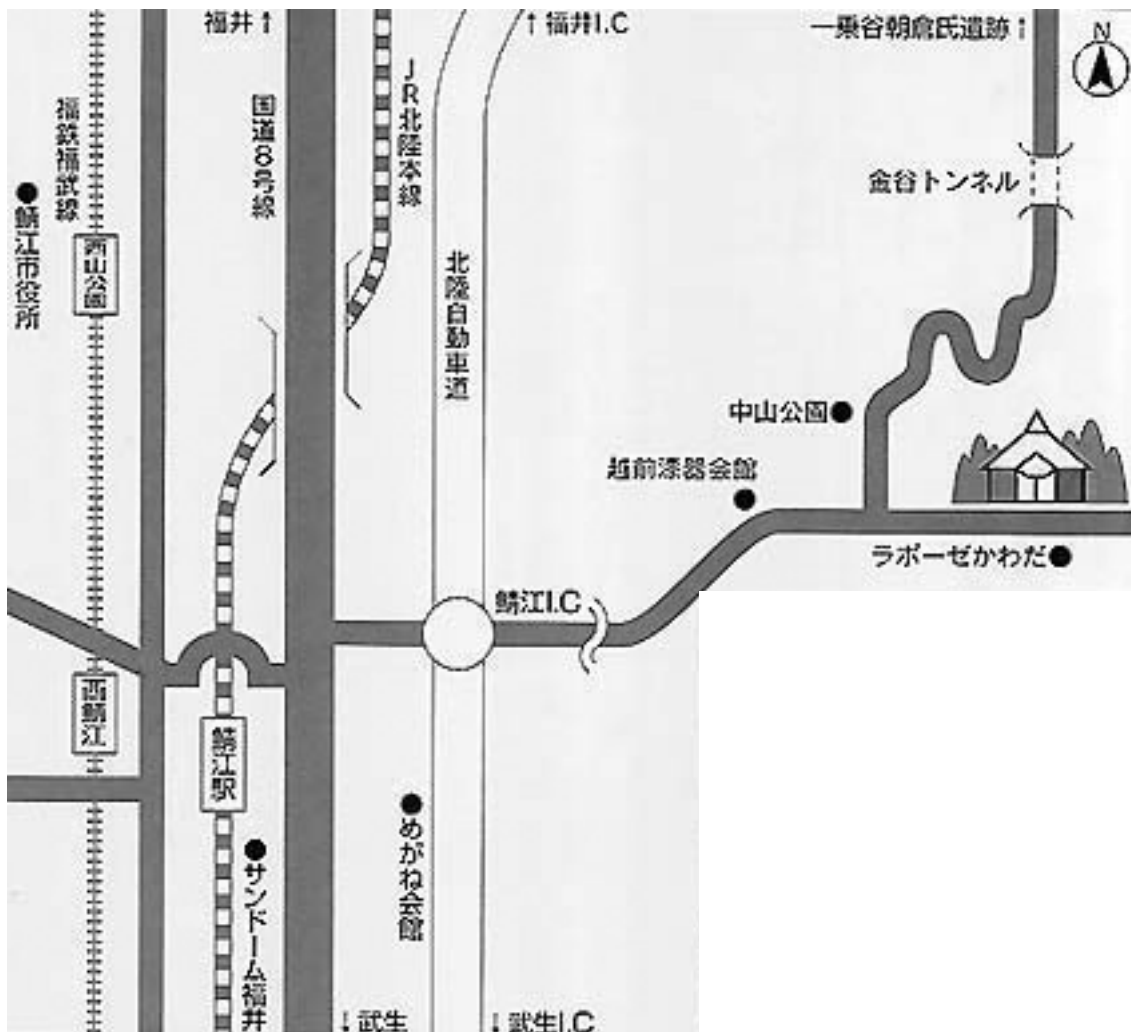 福井↑
↑福井I.C
一乗谷朝倉氏遺跡↑
N
JR北陸本線
国道8号線
福鉄福武線
金谷トンネル
鯖江市役所
西山公園
北陸自動車道
中山公園
越前漆器会館
ラポーゼかわだ
鯖江I.C
西鯖江
鯖江駅
めがね会館
サンドーム福井
↓武生
↓武生I.C